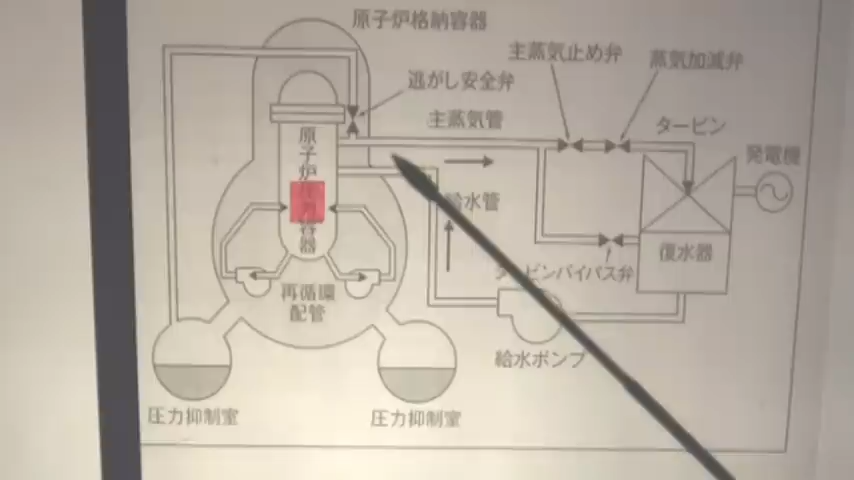 原子炉格納容器
主蒸気止め弁
蒸気加減弁
逃がし安全弁
主蒸気管
タービン
発電機
原子炉
容器
給水管
復水器
タービンバイパス弁
再循環
配管
給水ポンプ
圧力抑制室
圧力抑制室